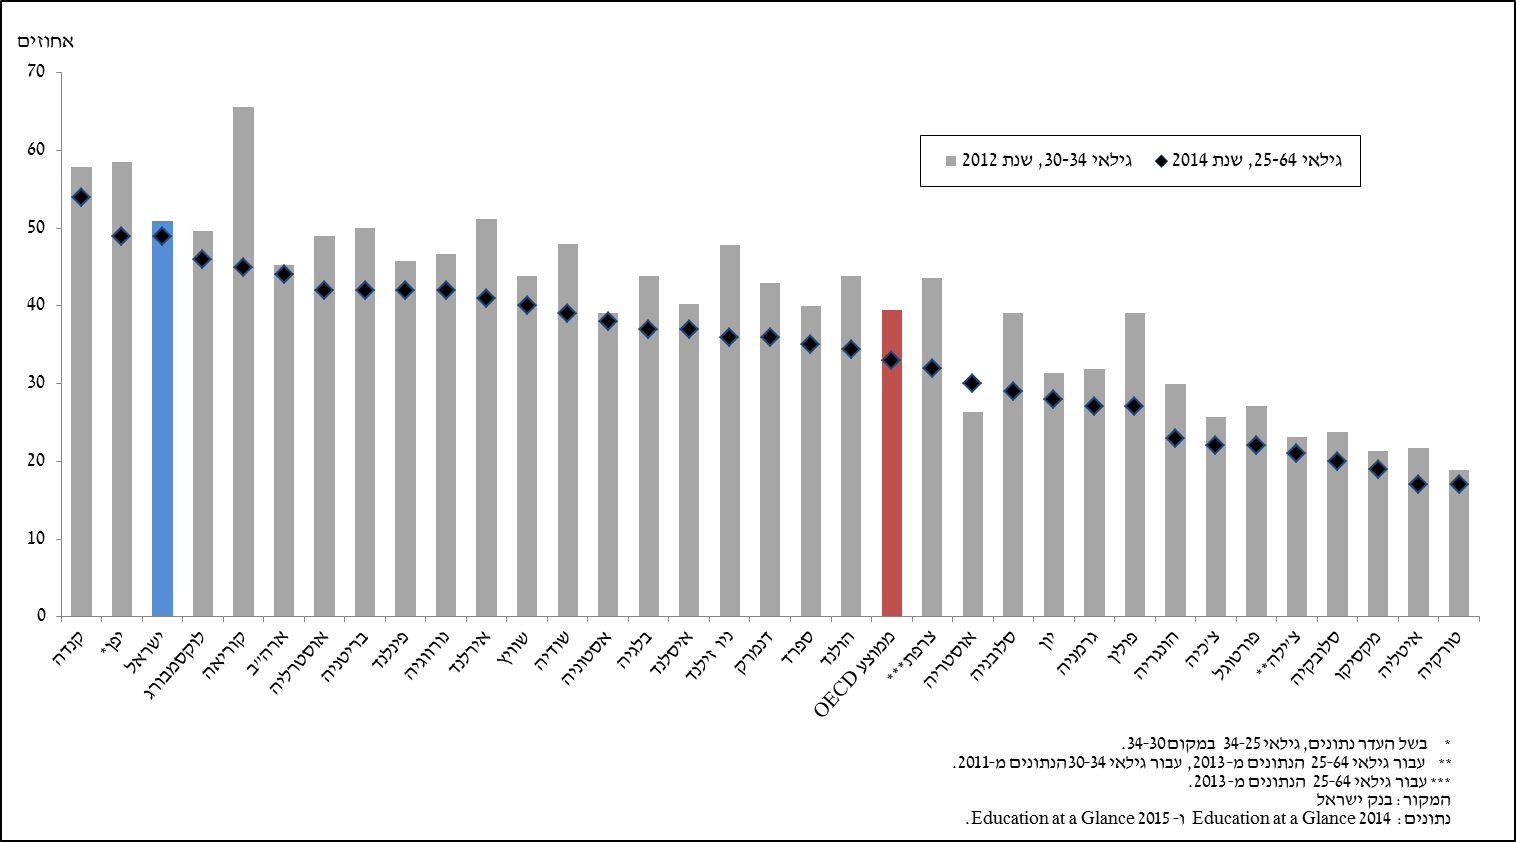 אחוזים
70
60
50
40
30
20
10
0
גילאי 30-34, שנת 2012
גילאי 25-64, שנת 2014
קנדה
יפן*
ישראל
לוקסמבורג
קוריאה
ארה"ב
אוסטרליה
בריטניה
פינלנד
נורווגיה
אירלנד
שוויץ
שודיה
אסטוניה
בלגיה
איסלנד
ניו זילנד
דנמרק
ספרד
הולנד
ממוצע OECD
צרפת***
אוסטריה
סלובניה
יוון
גרמניה
פולין
הונגריה
צ'כיה
פורטוגל
צ'ילה**
סלובקיה
מקסיקו
איטליה
טורקיה
* בשל העדר נתונים, גילאי 34-25 במקום 34-30.
** עבור גילאי 25-64 הנתונים מ-2013, עבור גילאי 30-34 הנתונים מ-2011.
*** עבור גילאי 25-64 הנתונים מ-2013.
המקור: בנק ישראל
נתונים: Education at a Glance 2014 ו- Education at a Glance 2015.